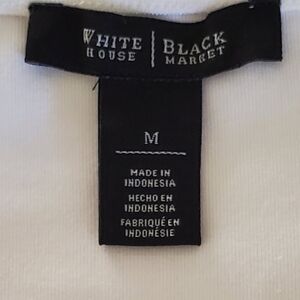 WHITE HOUSE | BLACK MARKET
M
MADE IN
INDONESIA
HECHO EN
INDONESIA
FABRIQUÉ EN
INDONÉSIE